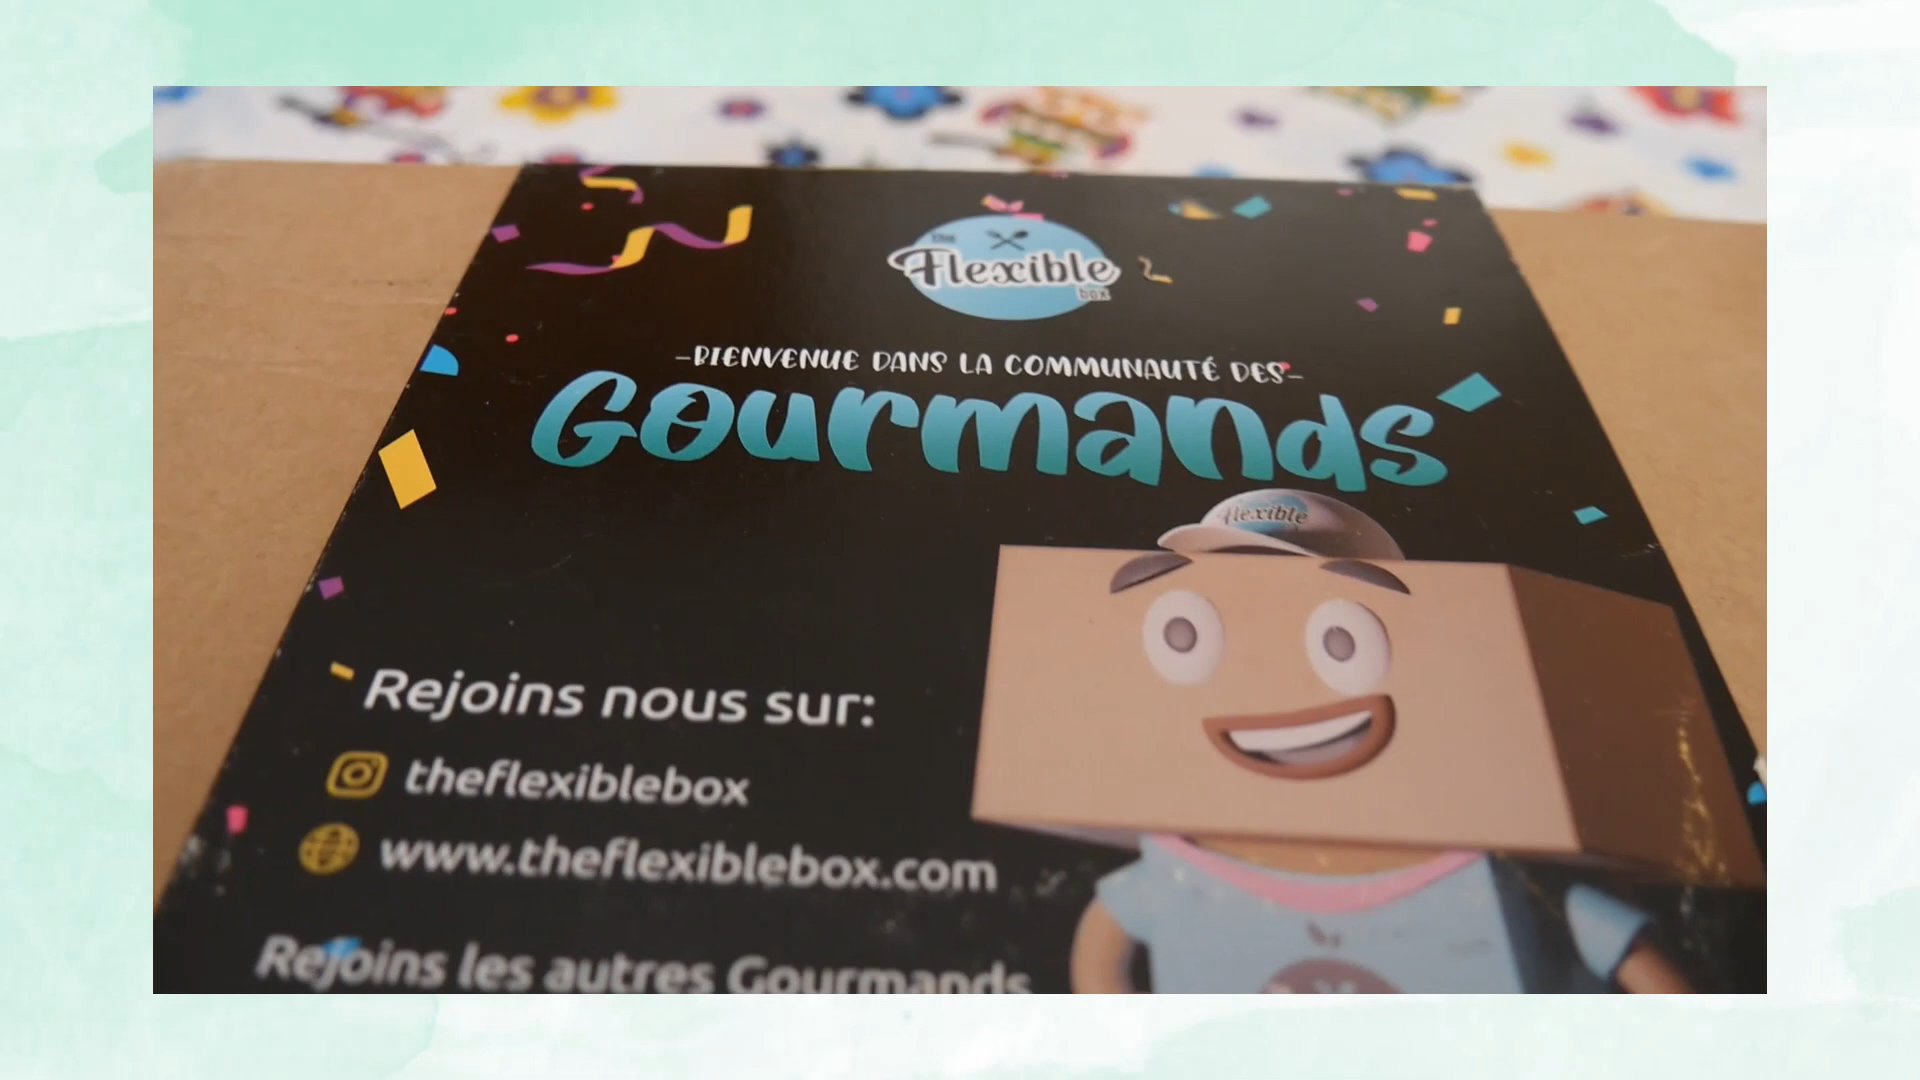 the
Flexible
box
-BIENVENUE DANS LA COMMUNAUTÉ DES-
Gourmands
flexible
Rejoins nous sur:
theflexiblebox
www.theflexiblebox.com
Rejoins les autres Gourmands